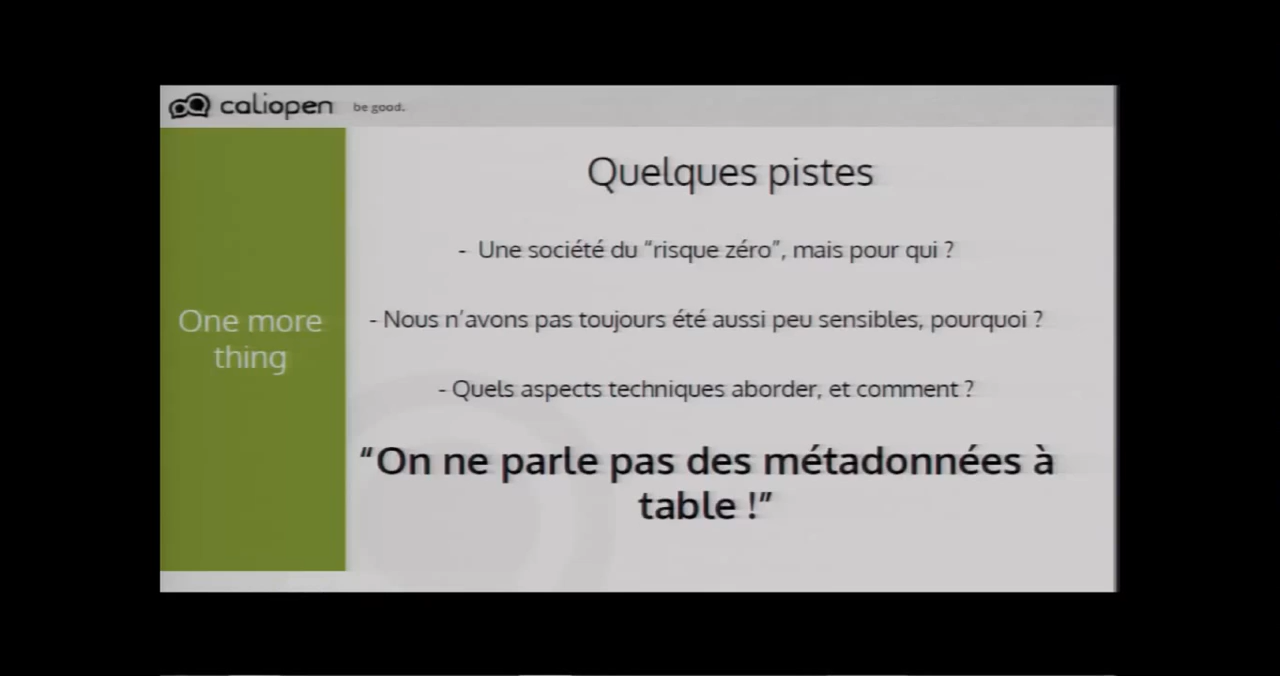 caliopen be good.
One more
thing
Quelques pistes
- Une société du “risque zéro”, mais pour qui ?
- Nous n’avons pas toujours été aussi peu sensibles, pourquoi ?
- Quels aspects techniques aborder, et comment ?
“On ne parle pas des métadonnées à
table !”